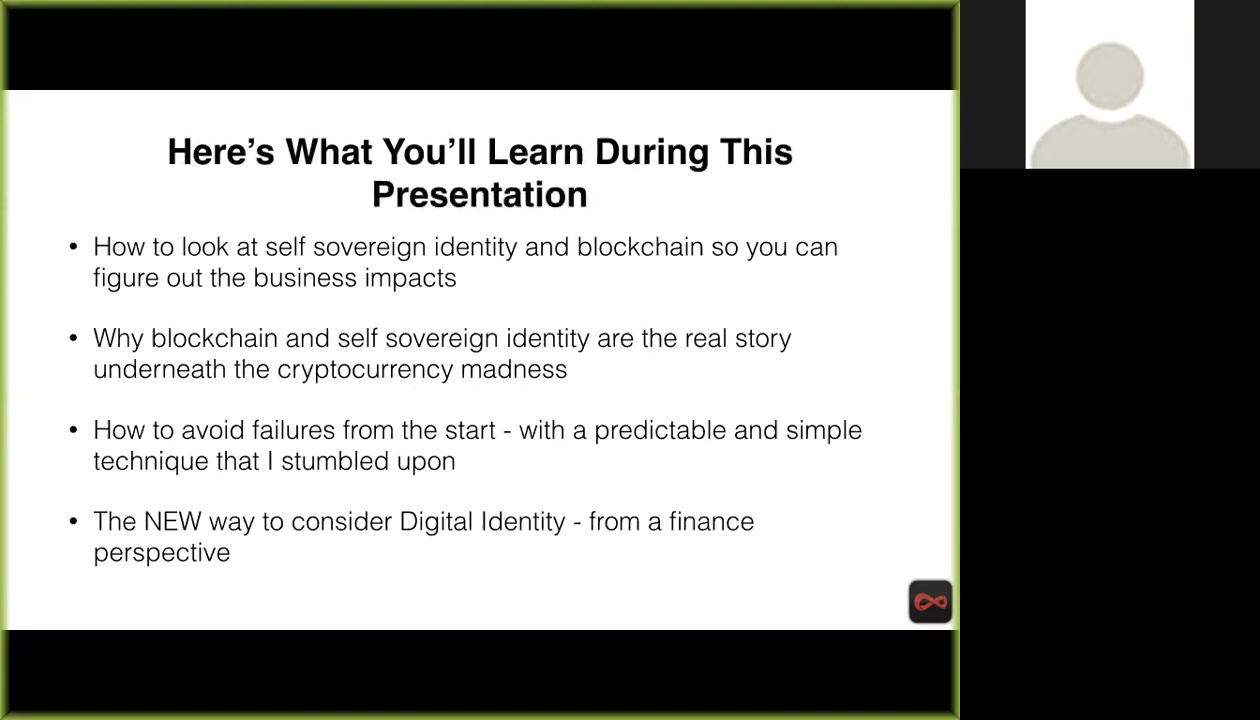 Here’s What You’ll Learn During This
Presentation
• How to look at self sovereign identity and blockchain so you can
figure out the business impacts
• Why blockchain and self sovereign identity are the real story
underneath the cryptocurrency madness
• How to avoid failures from the start - with a predictable and simple
technique that I stumbled upon
• The NEW way to consider Digital Identity - from a finance
perspective